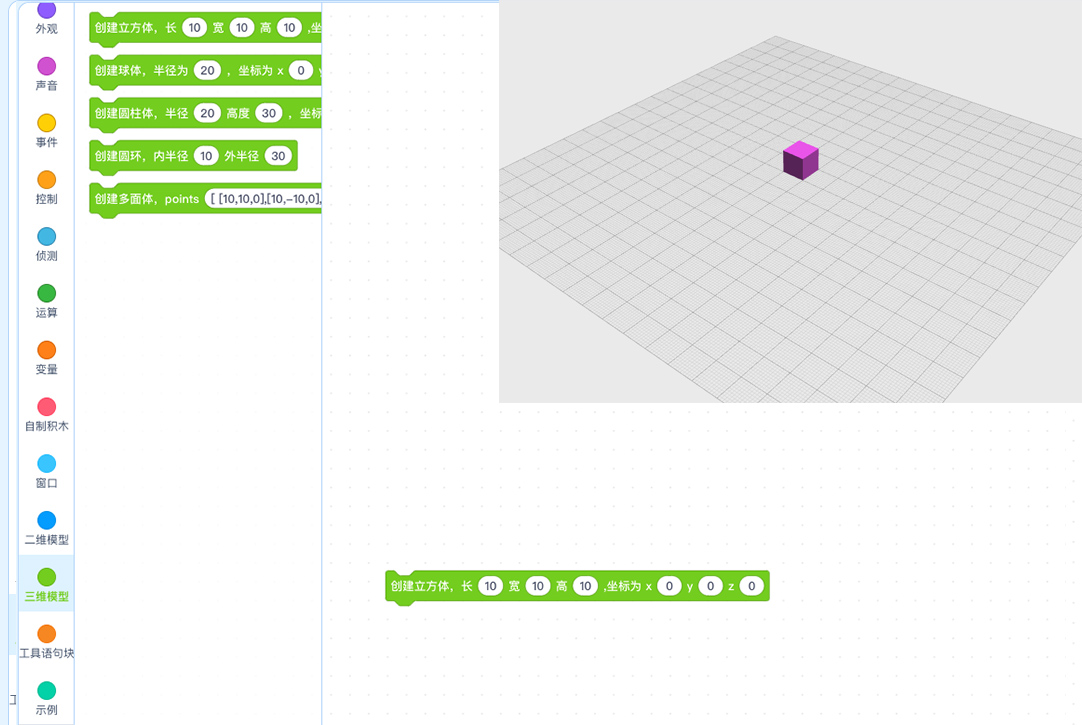 外观
声音
事件
控制
侦测
运算
变量
自制积木
窗口
二维模型
三维模型
工具语句块
示例
创建立方体，长 10 宽 10 高 10 ,坐
创建球体，半径为 20 ，坐标为 x 0
创建圆柱体，半径 20 高度 30 ，坐标
创建圆环，内半径 10 外半径 30
创建多面体，points [ [10,10,0],[10,-10,0],
创建立方体，长 10 宽 10 高 10 ,坐标为 x 0 y 0 z 0